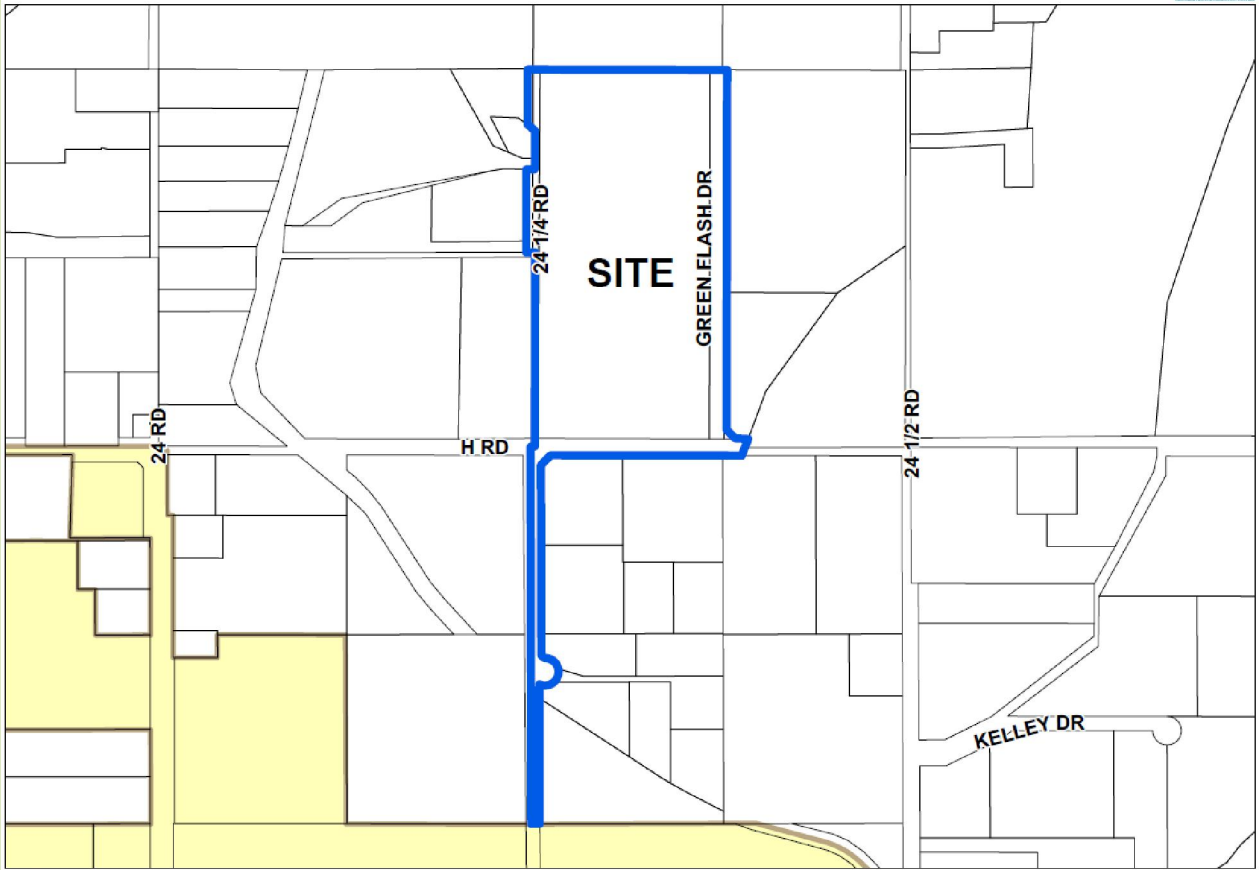 24 1/4 RD
GREEN FLASH DR
SITE
24 RD
H RD
24 1/2 RD
KELLEY DR